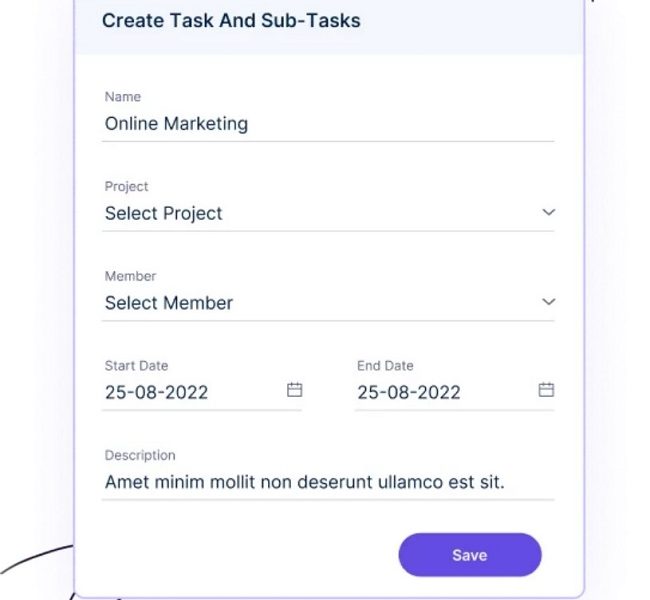 Create Task And Sub-Tasks
Name
Online Marketing
Project
Select Project
Member
Select Member
Start Date
End Date
25-08-2022
25-08-2022
Description
Amet minim mollit non deserunt ullamco est sit.
Save